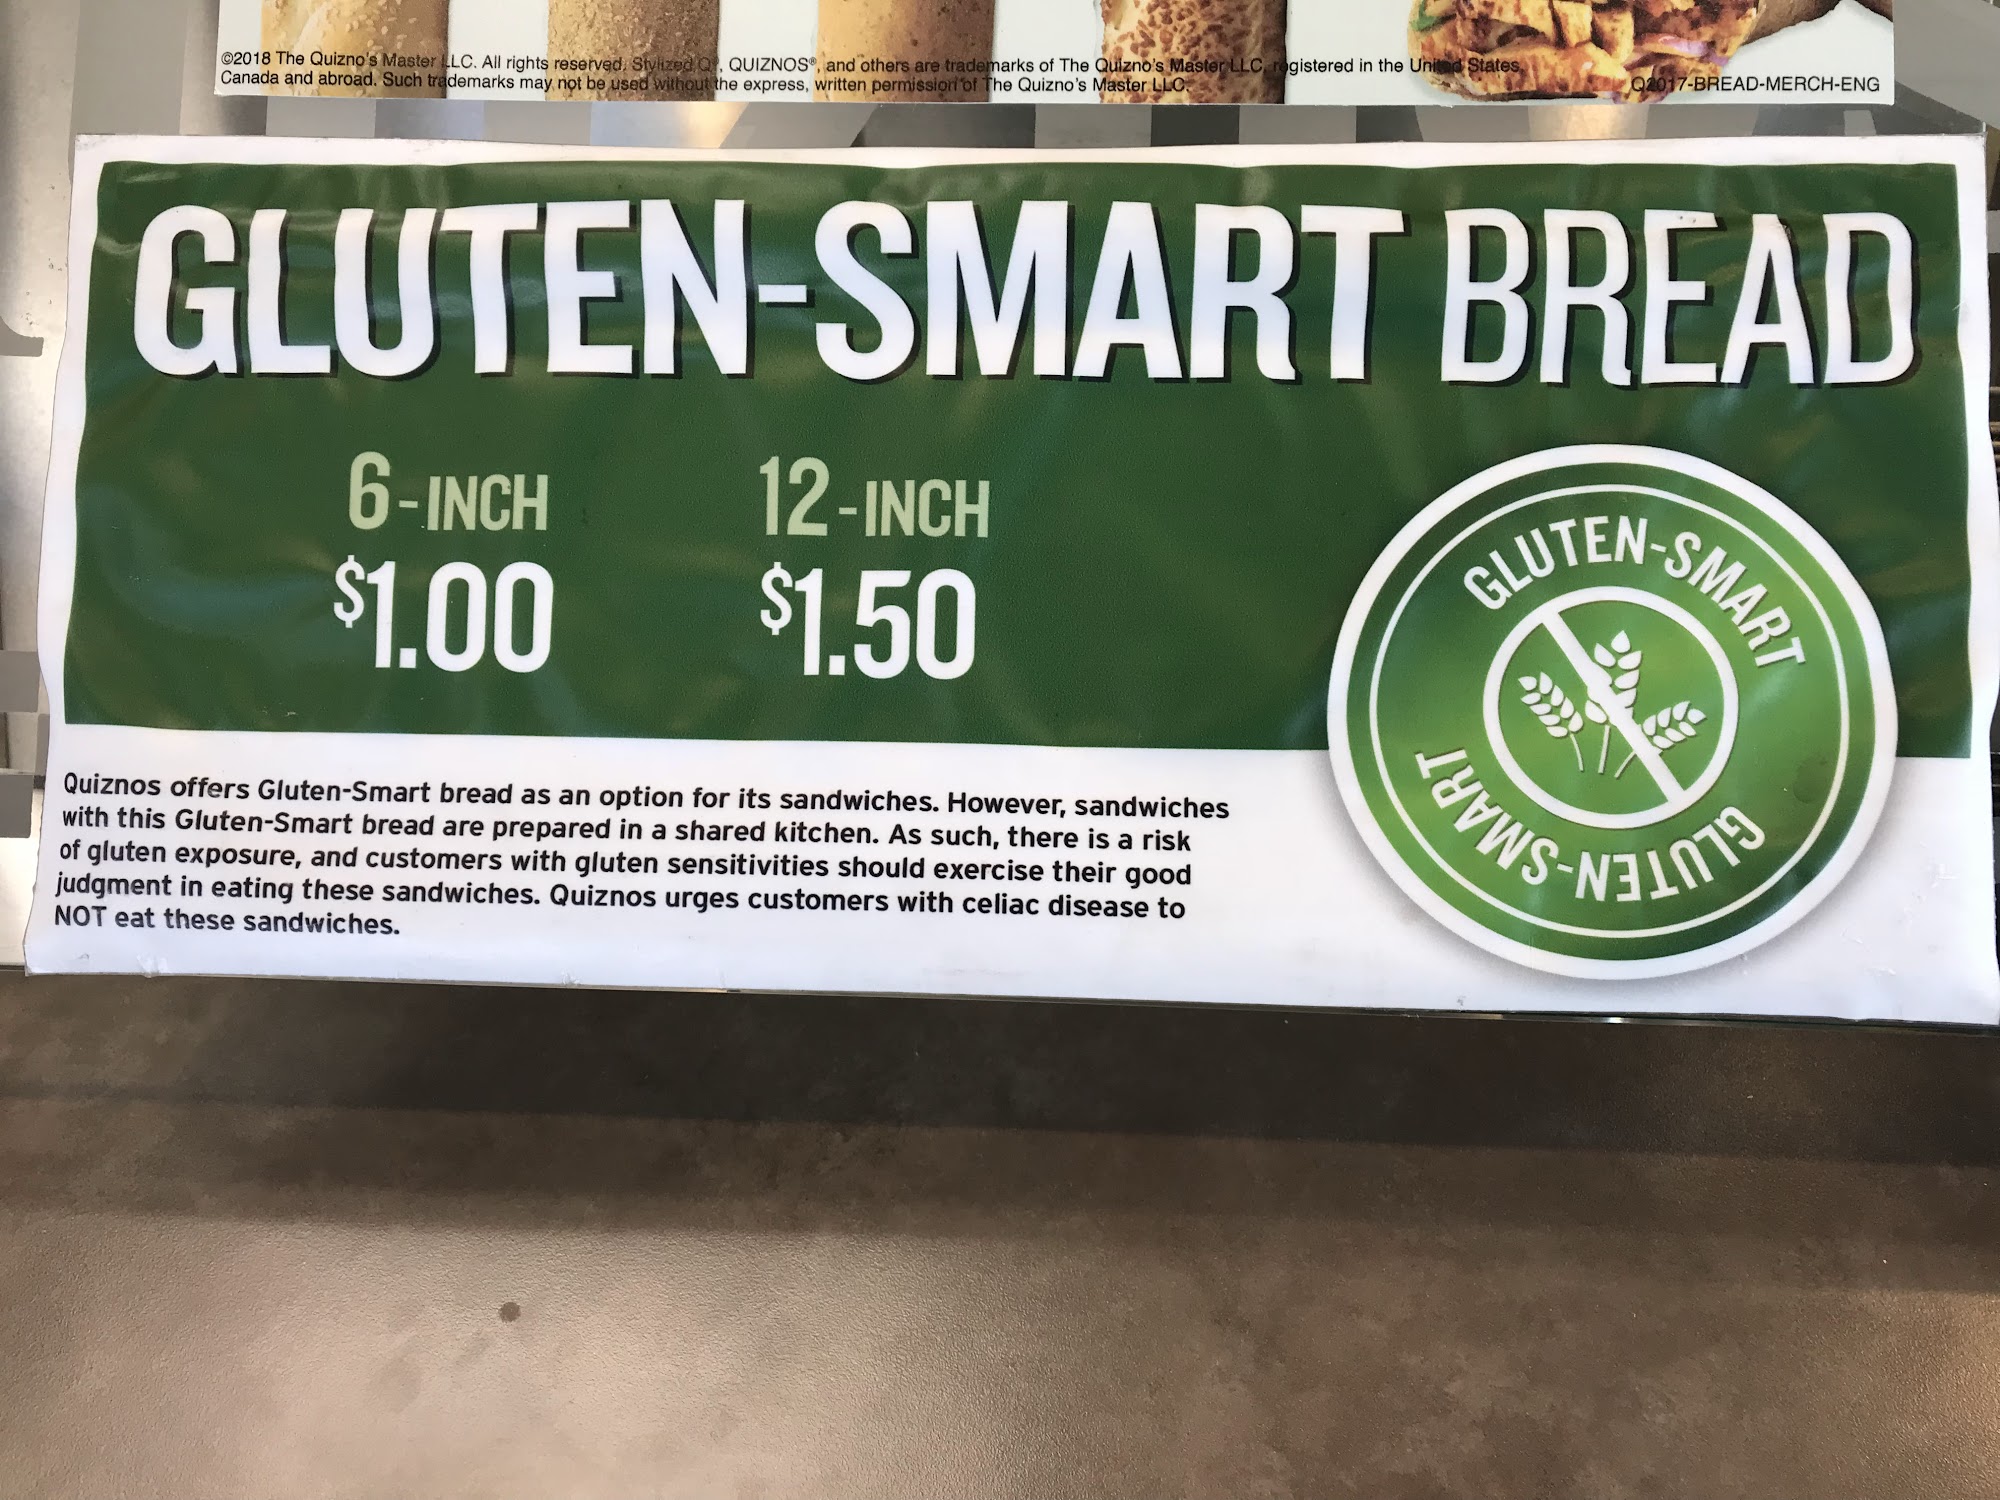 ©2018 The Quizno's Master LLC. All rights reserved. Stylized Q®, QUIZNOS®, and others are trademarks of The Quizno's Master LLC, registered in the United States,
Canada and abroad. Such trademarks may not be used without the express, written permission of The Quizno's Master LLC.
Q2017-BREAD-MERCH-ENG
GLUTEN-SMART BREAD
6-INCH
$1.00
12-INCH
$1.50
GLUTEN-SMART
GLUTEN-SMART
Quiznos offers Gluten-Smart bread as an option for its sandwiches. However, sandwiches
with this Gluten-Smart bread are prepared in a shared kitchen. As such, there is a risk
of gluten exposure, and customers with gluten sensitivities should exercise their good
judgment in eating these sandwiches. Quiznos urges customers with celiac disease to
NOT eat these sandwiches.